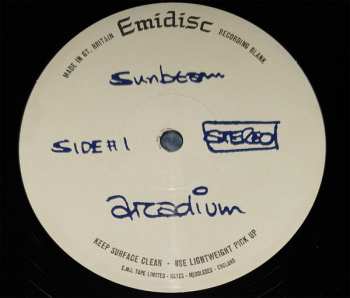 MADE IN GT. BRITAIN
Emidisc
RECORDING BLANK
Sunbeam
SIDE #1
STEREO
arcadium
KEEP SURFACE CLEAN - USE LIGHTWEIGHT PICK UP
E.M.I. TAPE LIMITED - HAYES - MIDDLESEX - ENGLAND